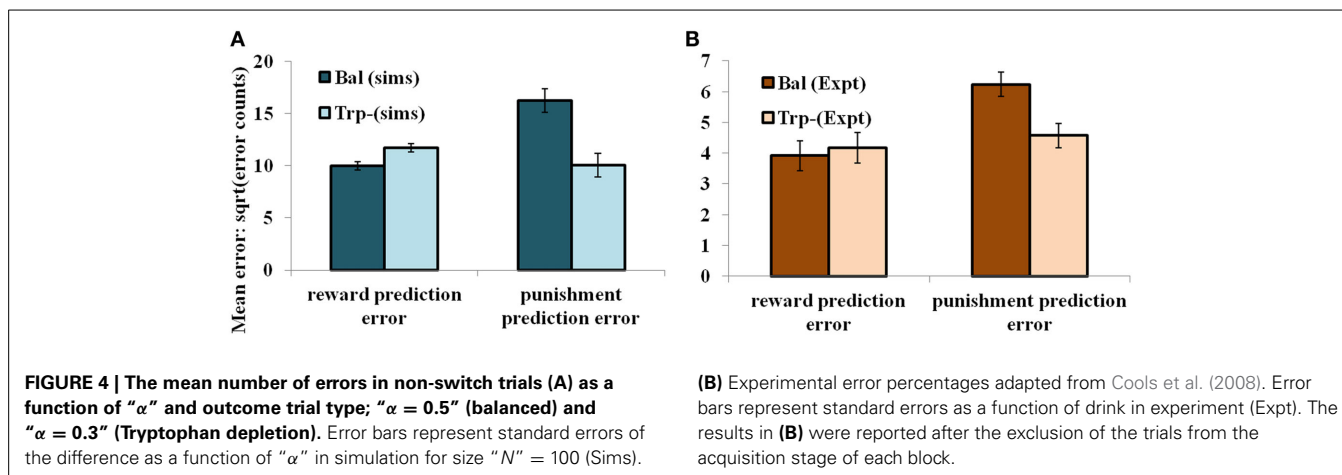 A
Mean error: sqrt(error counts)
20
15
10
5
0
Bal (sims)
Trp-(sims)
reward prediction
error
punishment
prediction error
B
7
6
5
4
3
2
1
0
Bal (Expt)
Trp-(Expt)
reward prediction
error
punishment prediction
error
FIGURE 4 | The mean number of errors in non-switch trials (A) as a
function of “α” and outcome trial type; “α = 0.5” (balanced) and
“α = 0.3” (Tryptophan depletion). Error bars represent standard errors of
the difference as a function of “α” in simulation for size “N” = 100 (Sims).
(B) Experimental error percentages adapted from Cools et al. (2008). Error
bars represent standard errors as a function of drink in experiment (Expt). The
results in (B) were reported after the exclusion of the trials from the
acquisition stage of each block.